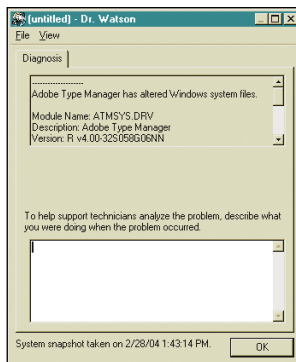 (untitled) - Dr. Watson
File View
Diagnosis
-------------------
Adobe Type Manager has altered Windows system files.
Module Name: ATMSYS.DRV
Description: Adobe Type Manager
Version: R v4.00-32S058G06NN
To help support technicians analyze the problem, describe what
you were doing when the problem occurred.
System snapshot taken on 2/28/04 1:43:14 PM.
OK